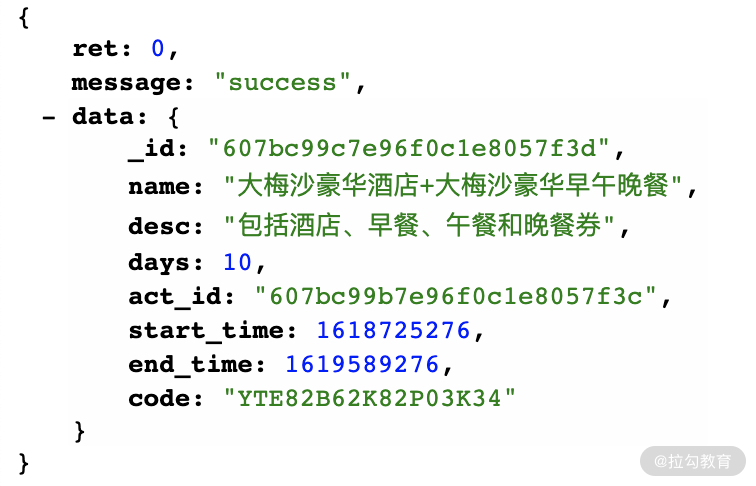 {
ret: 0,
message: "success",
- data: {
_id: "607bc99c7e96f0c1e8057f3d",
name: "大梅沙豪华酒店+大梅沙豪华早午晚餐",
desc: "包括酒店、早餐、午餐和晚餐券",
days: 10,
act_id: "607bc99b7e96f0c1e8057f3c",
start_time: 1618725276,
end_time: 1619589276,
code: "YTE82B62K82P03K34"
}
}
@拉勾教育